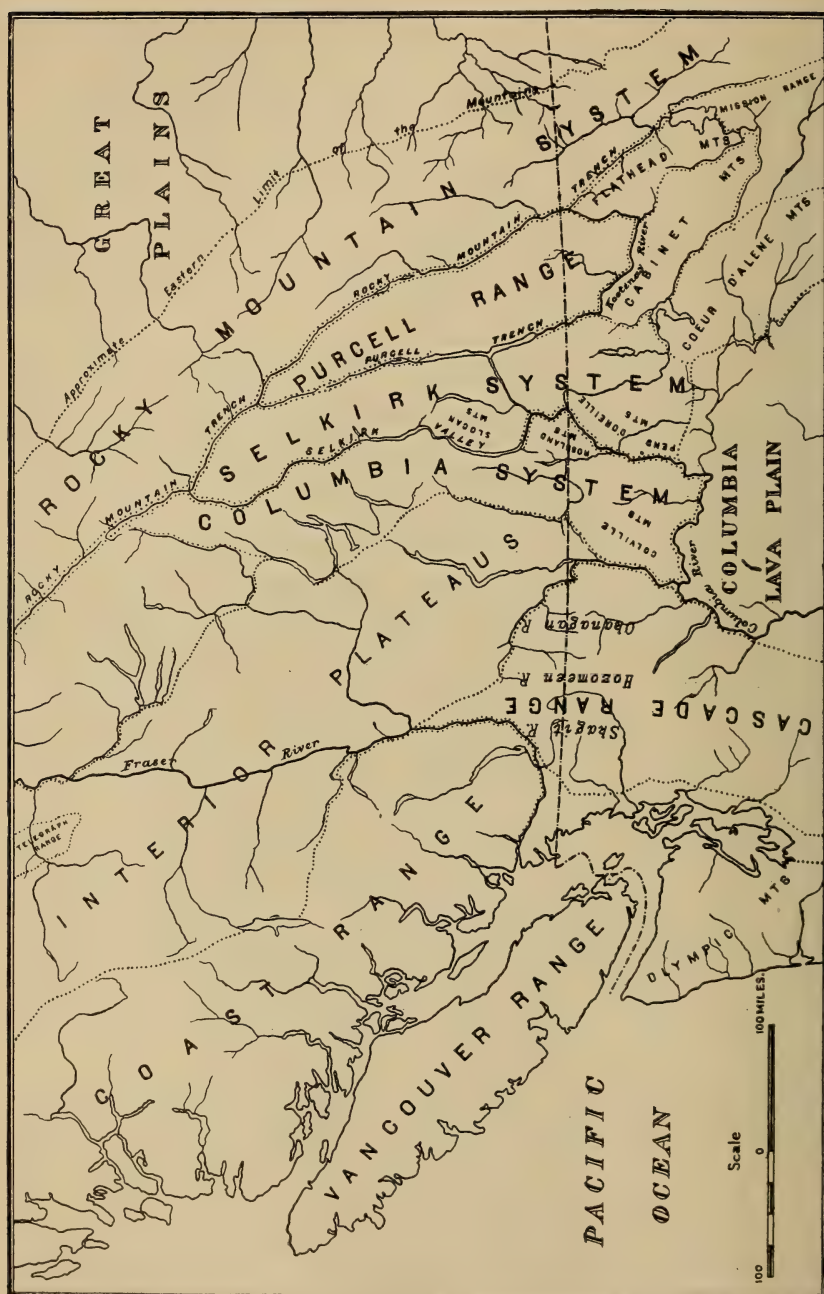 GREAT
PLAINS
Approximate Eastern Limit of the Mountains
ROCKY MOUNTAIN SYSTEM
ROCKY MOUNTAIN TRENCH
ROCKY MOUNTAIN TRENCH
MISSION RANGE
FLATHEAD MTS
PURCELL RANGE
PURCELL TRENCH
Kootenay River
CABINET MTS
COEUR D'ALENE MTS
SELKIRK SYSTEM
SELKIRK VALLEY
SLOCAN
MTS
ROSSLAND
MTS
PEND D'OREILLE
MTS
COLUMBIA SYSTEM
COLVILLE
MTS
COLUMBIA
LAVA PLAIN
Columbia River
INTERIOR PLATEAUS
Fraser River
TELEGRAPH
RANGE
Okanagan R.
Hozomeen R.
Skagit R.
CASCADE RANGE
COAST RANGE
VANCOUVER RANGE
OLYMPIC MTS
PACIFIC
OCEAN
Scale
100 0 100 MILES.